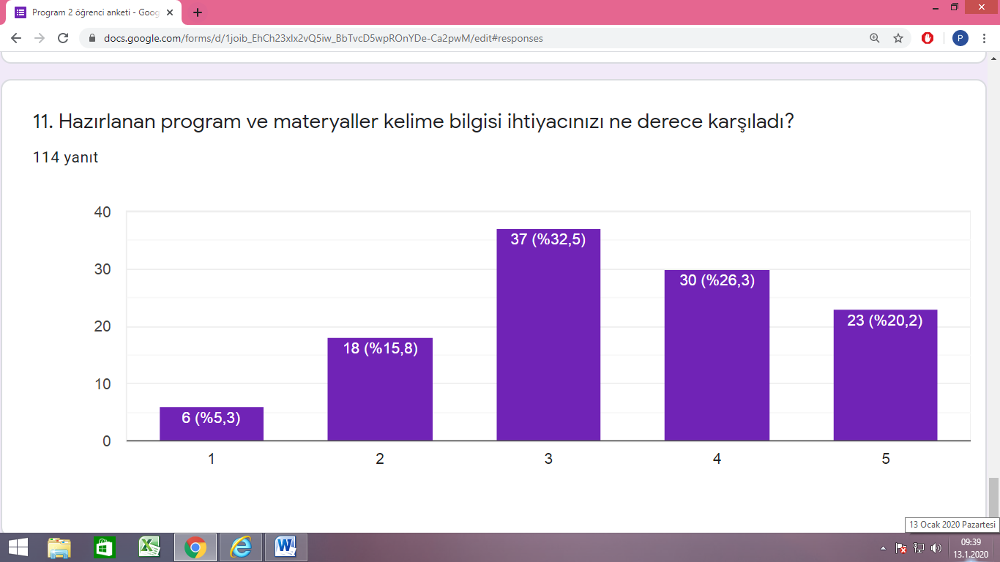 Program 2 öğrenci anketi - Goog
docs.google.com/forms/d/1joib_EhCh23xlx2vQ5iw_BbTvcD5wpROnYDe-Ca2pwM/edit#responses
P
11. Hazırlanan program ve materyaller kelime bilgisi ihtiyacınızı ne derece karşıladı?
114 yanıt
40
30
20
10
0
6 (%5,3)
18 (%15,8)
37 (%32,5)
30 (%26,3)
23 (%20,2)
1
2
3
4
5
13 Ocak 2020 Pazartesi
09:39
13.1.2020